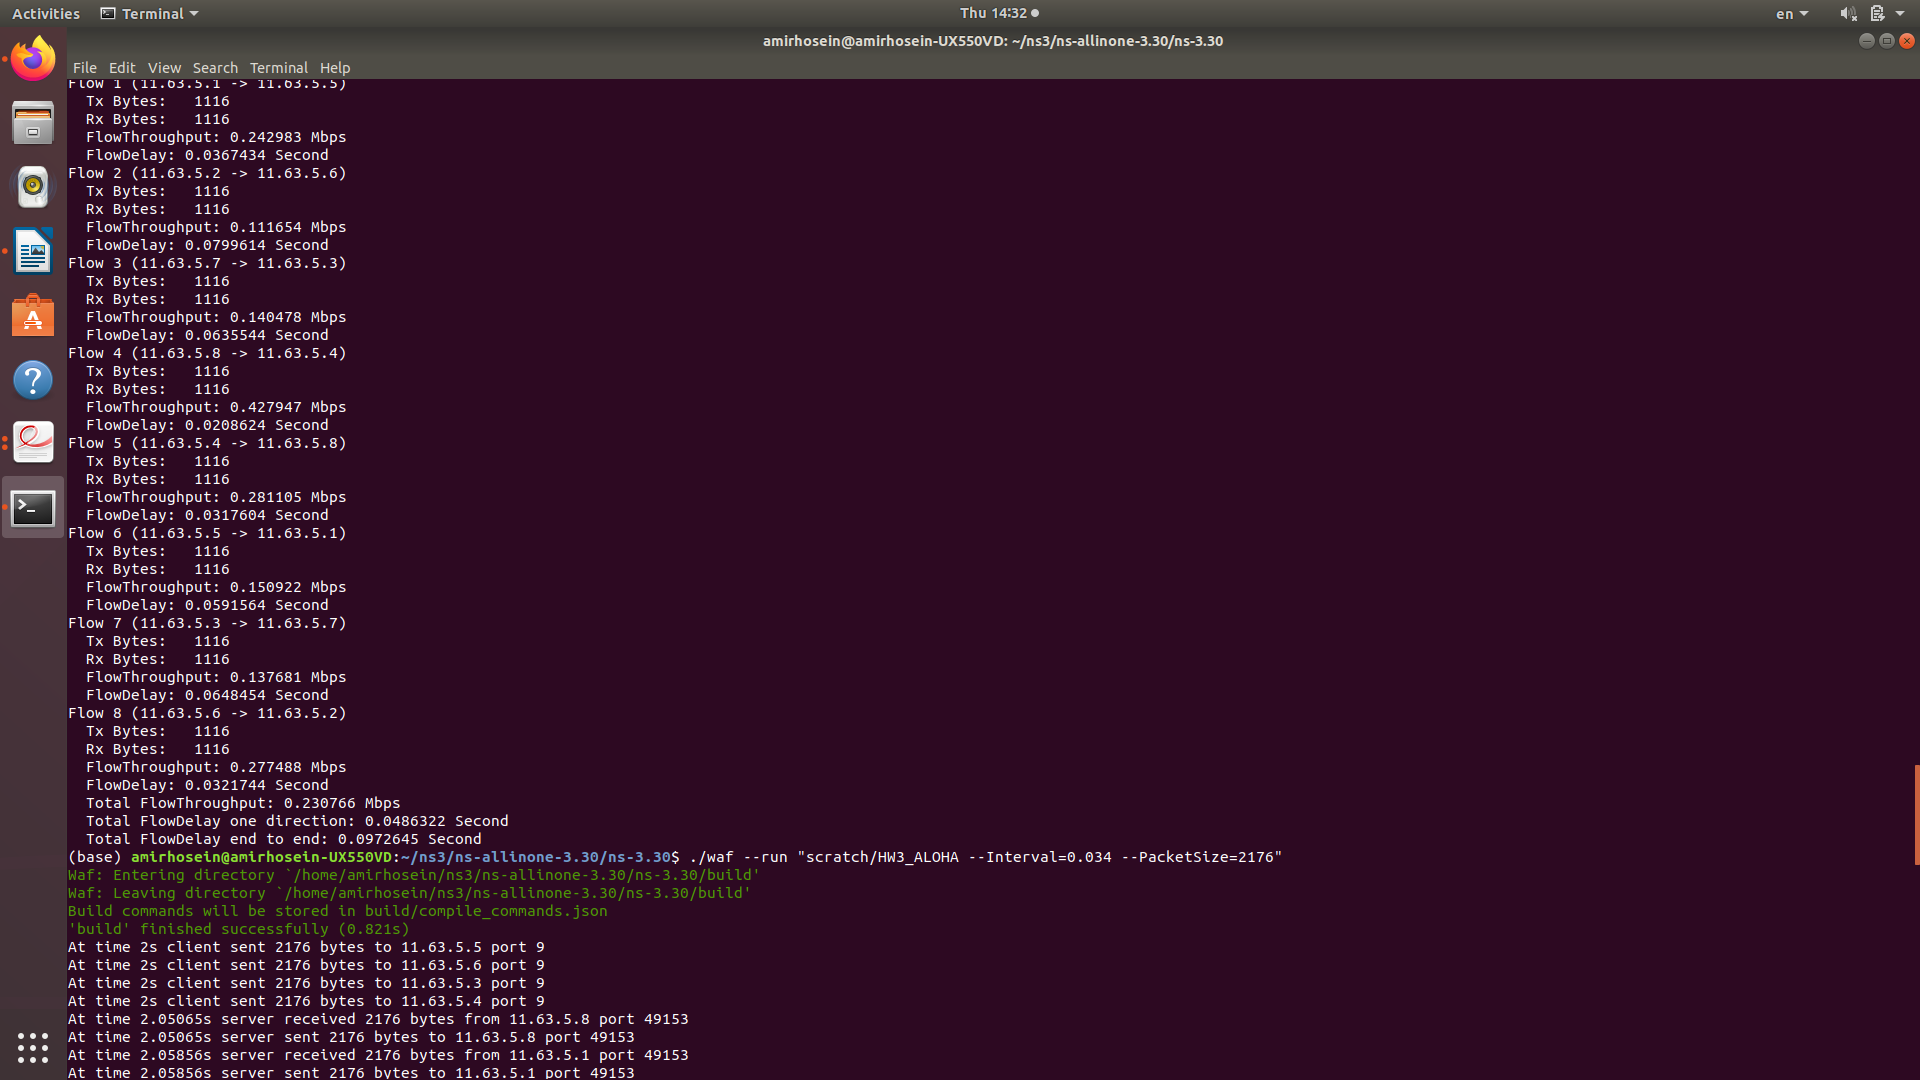 Activities Terminal Thu 14:32 en
amirhosein@amirhosein-UX550VD: ~/ns3/ns-allinone-3.30/ns-3.30
File Edit View Search Terminal Help
Flow 1 (11.63.5.1 -> 11.63.5.5)
  Tx Bytes:   1116
  Rx Bytes:   1116
  FlowThroughput: 0.242983 Mbps
  FlowDelay: 0.0367434 Second
Flow 2 (11.63.5.2 -> 11.63.5.6)
  Tx Bytes:   1116
  Rx Bytes:   1116
  FlowThroughput: 0.111654 Mbps
  FlowDelay: 0.0799614 Second
Flow 3 (11.63.5.7 -> 11.63.5.3)
  Tx Bytes:   1116
  Rx Bytes:   1116
  FlowThroughput: 0.140478 Mbps
  FlowDelay: 0.0635544 Second
Flow 4 (11.63.5.8 -> 11.63.5.4)
  Tx Bytes:   1116
  Rx Bytes:   1116
  FlowThroughput: 0.427947 Mbps
  FlowDelay: 0.0208624 Second
Flow 5 (11.63.5.4 -> 11.63.5.8)
  Tx Bytes:   1116
  Rx Bytes:   1116
  FlowThroughput: 0.281105 Mbps
  FlowDelay: 0.0317604 Second
Flow 6 (11.63.5.5 -> 11.63.5.1)
  Tx Bytes:   1116
  Rx Bytes:   1116
  FlowThroughput: 0.150922 Mbps
  FlowDelay: 0.0591564 Second
Flow 7 (11.63.5.3 -> 11.63.5.7)
  Tx Bytes:   1116
  Rx Bytes:   1116
  FlowThroughput: 0.137681 Mbps
  FlowDelay: 0.0648454 Second
Flow 8 (11.63.5.6 -> 11.63.5.2)
  Tx Bytes:   1116
  Rx Bytes:   1116
  FlowThroughput: 0.277488 Mbps
  FlowDelay: 0.0321744 Second
  Total FlowThroughput: 0.230766 Mbps
  Total FlowDelay one direction: 0.0486322 Second
  Total FlowDelay end to end: 0.0972645 Second
(base) amirhosein@amirhosein-UX550VD:~/ns3/ns-allinone-3.30/ns-3.30$ ./waf --run "scratch/HW3_ALOHA --Interval=0.034 --PacketSize=2176"
Waf: Entering directory `/home/amirhosein/ns3/ns-allinone-3.30/ns-3.30/build'
Waf: Leaving directory `/home/amirhosein/ns3/ns-allinone-3.30/ns-3.30/build'
Build commands will be stored in build/compile_commands.json
'build' finished successfully (0.821s)
At time 2s client sent 2176 bytes to 11.63.5.5 port 9
At time 2s client sent 2176 bytes to 11.63.5.6 port 9
At time 2s client sent 2176 bytes to 11.63.5.3 port 9
At time 2s client sent 2176 bytes to 11.63.5.4 port 9
At time 2.05065s server received 2176 bytes from 11.63.5.8 port 49153
At time 2.05065s server sent 2176 bytes to 11.63.5.8 port 49153
At time 2.05856s server received 2176 bytes from 11.63.5.1 port 49153
At time 2.05856s server sent 2176 bytes to 11.63.5.1 port 49153